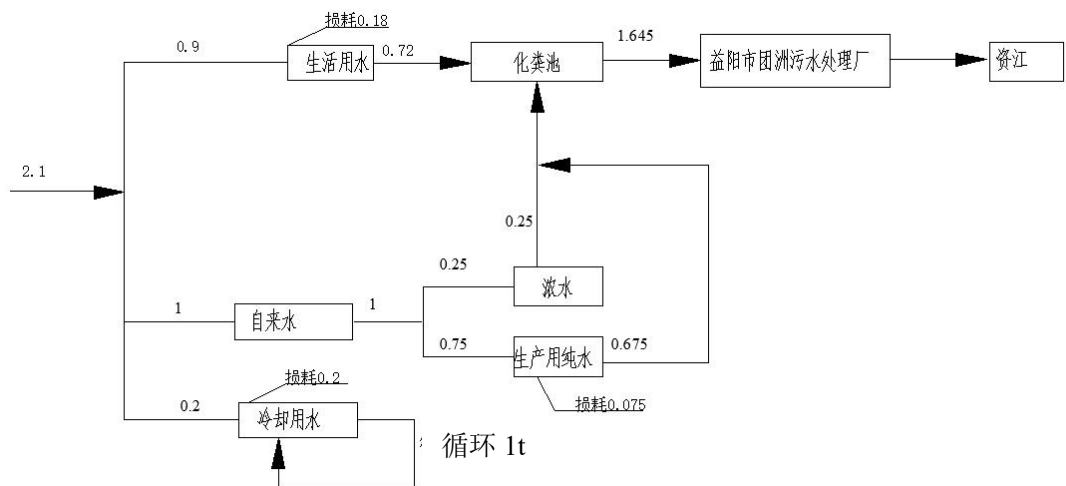 损耗0.18
0.9
生活用水
0.72
化粪池
1.645
益阳市团洲污水处理厂
资江
2.1
0.25
0.25
浓水
1
自来水
1
0.75
生产用纯水
0.675
损耗0.2
损耗0.075
0.2
冷却用水
循环 1t